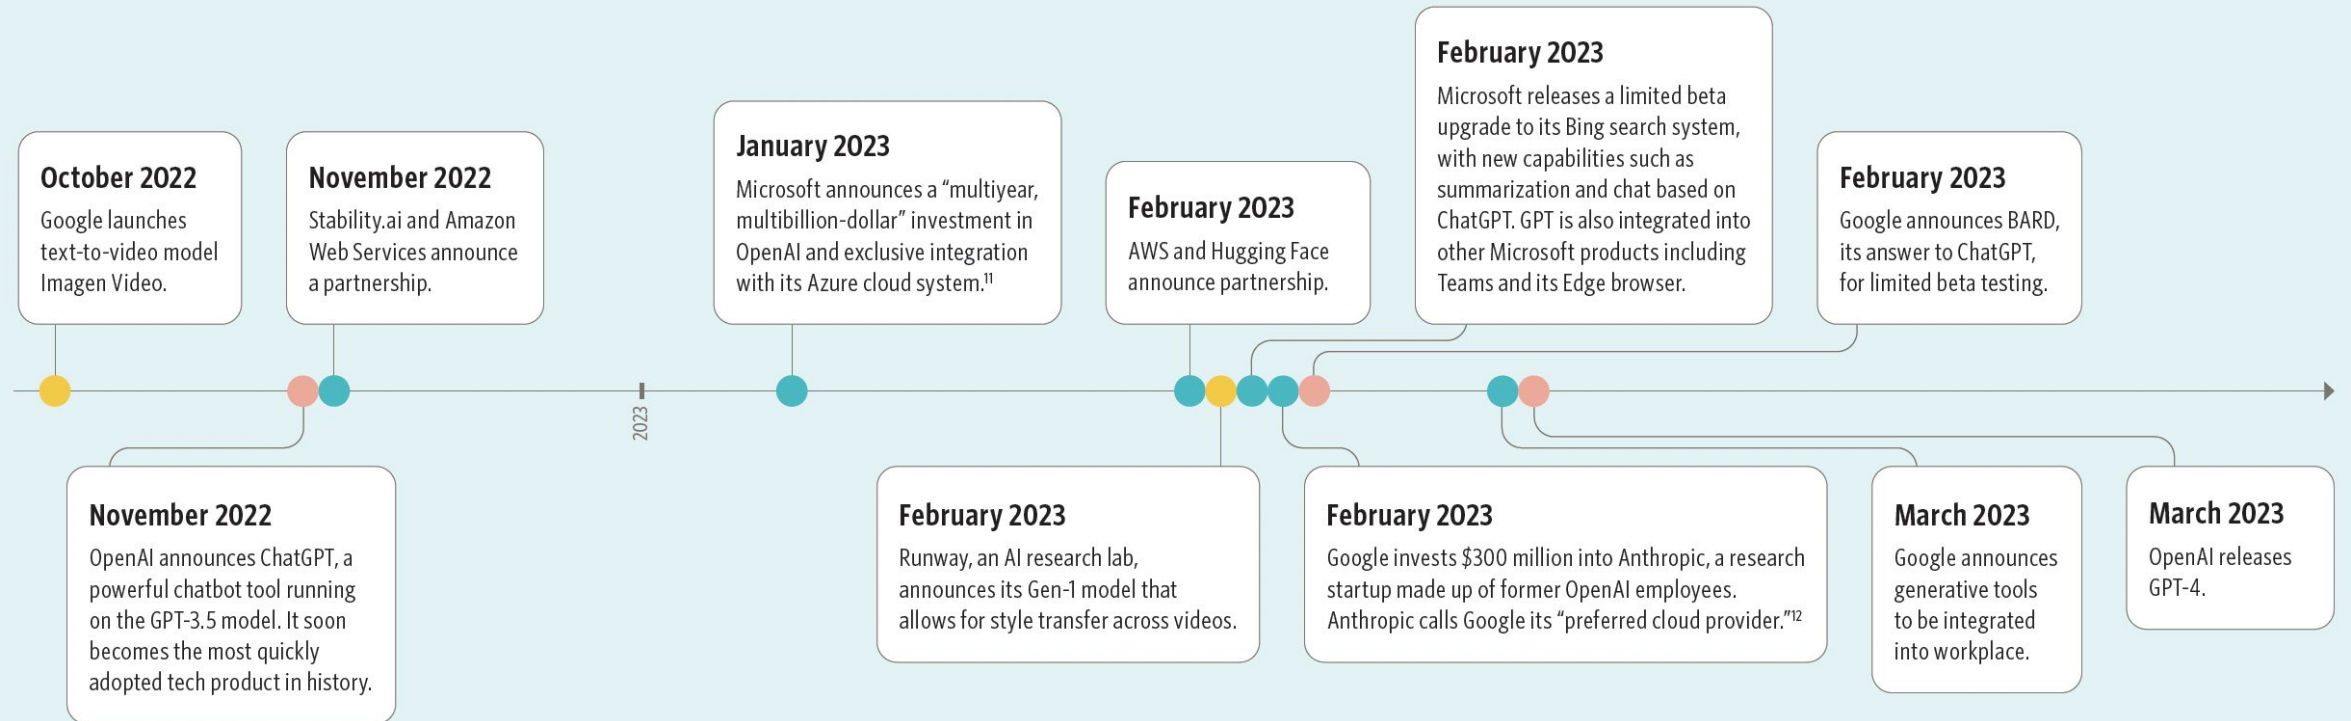 October 2022
Google launches
text-to-video model
Imagen Video.
November 2022
OpenAI announces ChatGPT, a
powerful chatbot tool running
on the GPT-3.5 model. It soon
becomes the most quickly
adopted tech product in history.
November 2022
Stability.ai and Amazon
Web Services announce
a partnership.
2023
January 2023
Microsoft announces a “multiyear,
multibillion-dollar” investment in
OpenAI and exclusive integration
with its Azure cloud system.¹¹
February 2023
AWS and Hugging Face
announce partnership.
February 2023
Runway, an AI research lab,
announces its Gen-1 model that
allows for style transfer across videos.
February 2023
Microsoft releases a limited beta
upgrade to its Bing search system,
with new capabilities such as
summarization and chat based on
ChatGPT. GPT is also integrated into
other Microsoft products including
Teams and its Edge browser.
February 2023
Google invests $300 million into Anthropic, a research
startup made up of former OpenAI employees.
Anthropic calls Google its “preferred cloud provider.”¹²
February 2023
Google announces BARD,
its answer to ChatGPT,
for limited beta testing.
March 2023
Google announces
generative tools
to be integrated
into workplace.
March 2023
OpenAI releases
GPT-4.